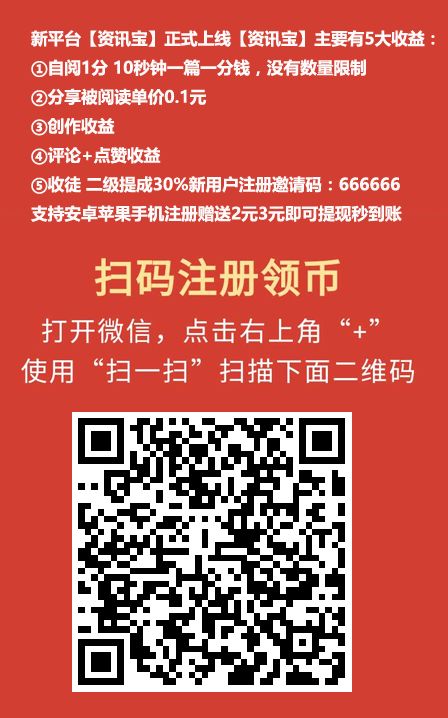 新平台【资讯宝】正式上线【资讯宝】主要有5大收益：
①自阅1分 10秒钟一篇一分钱，没有数量限制
②分享被阅读单价0.1元
③创作收益
④评论+点赞收益
⑤收徒 二级提成30%新用户注册邀请码：666666
支持安卓苹果手机注册赠送2元3元即可提现秒到账
扫码注册领币
打开微信，点击右上角“+”
使用“扫一扫”扫描下面二维码